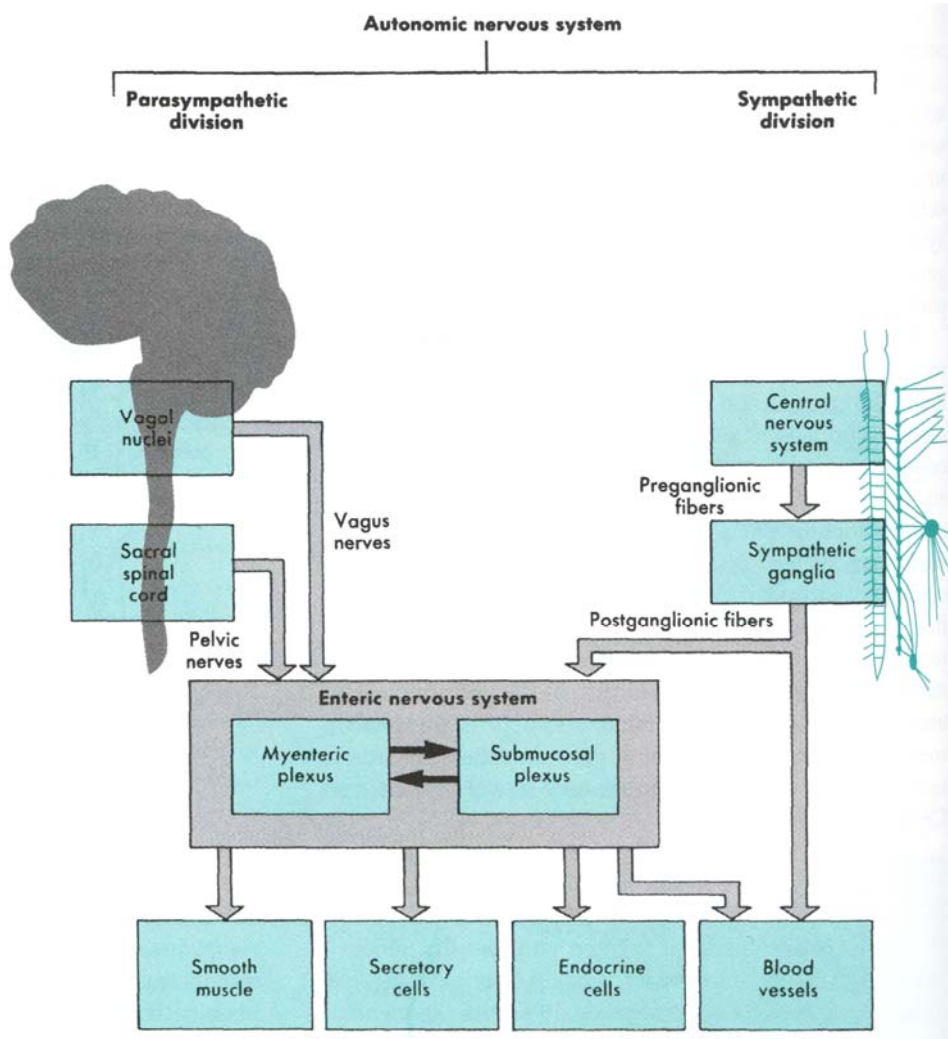 Autonomic nervous system
Parasympathetic
division
Sympathetic
division
Vagal
nuclei
Vagus
nerves
Sacral
spinal
cord
Pelvic
nerves
Central
nervous
system
Preganglionic
fibers
Sympathetic
ganglia
Postganglionic fibers
Enteric nervous system
Myenteric
plexus
Submucosal
plexus
Smooth
muscle
Secretory
cells
Endocrine
cells
Blood
vessels